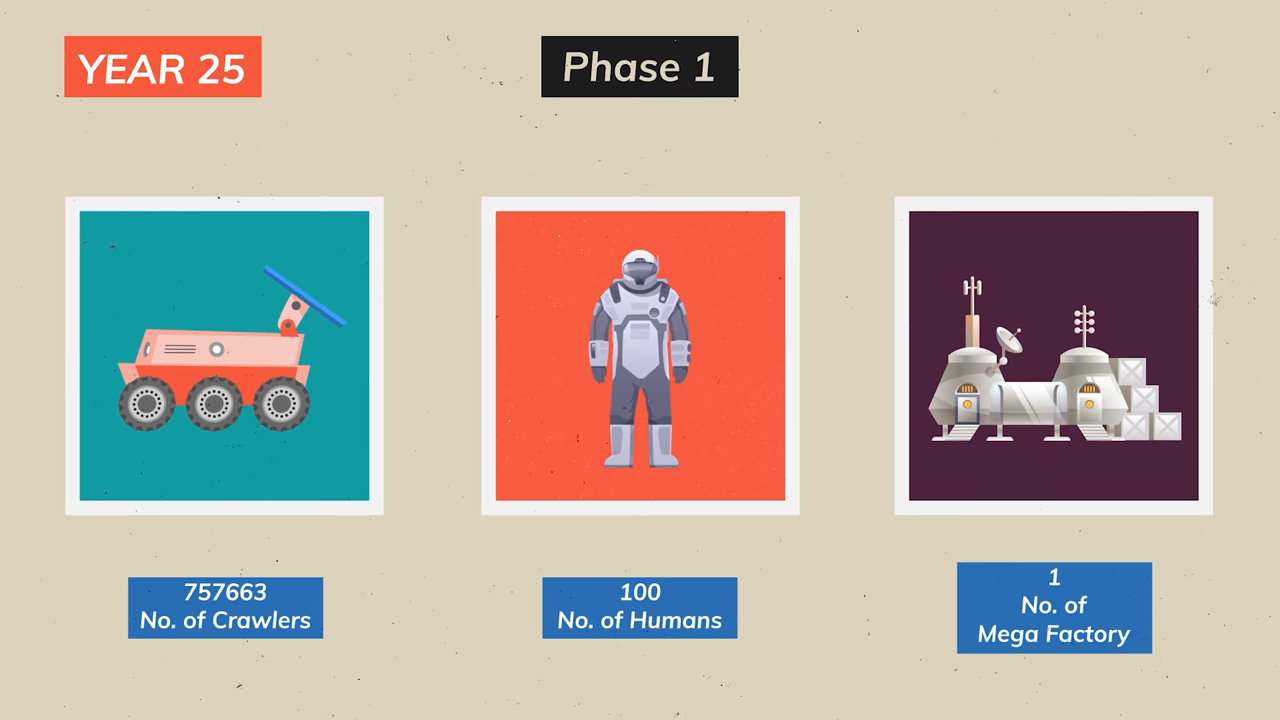 YEAR 25
Phase 1
757663
No. of Crawlers
100
No. of Humans
1
No. of
Mega Factory